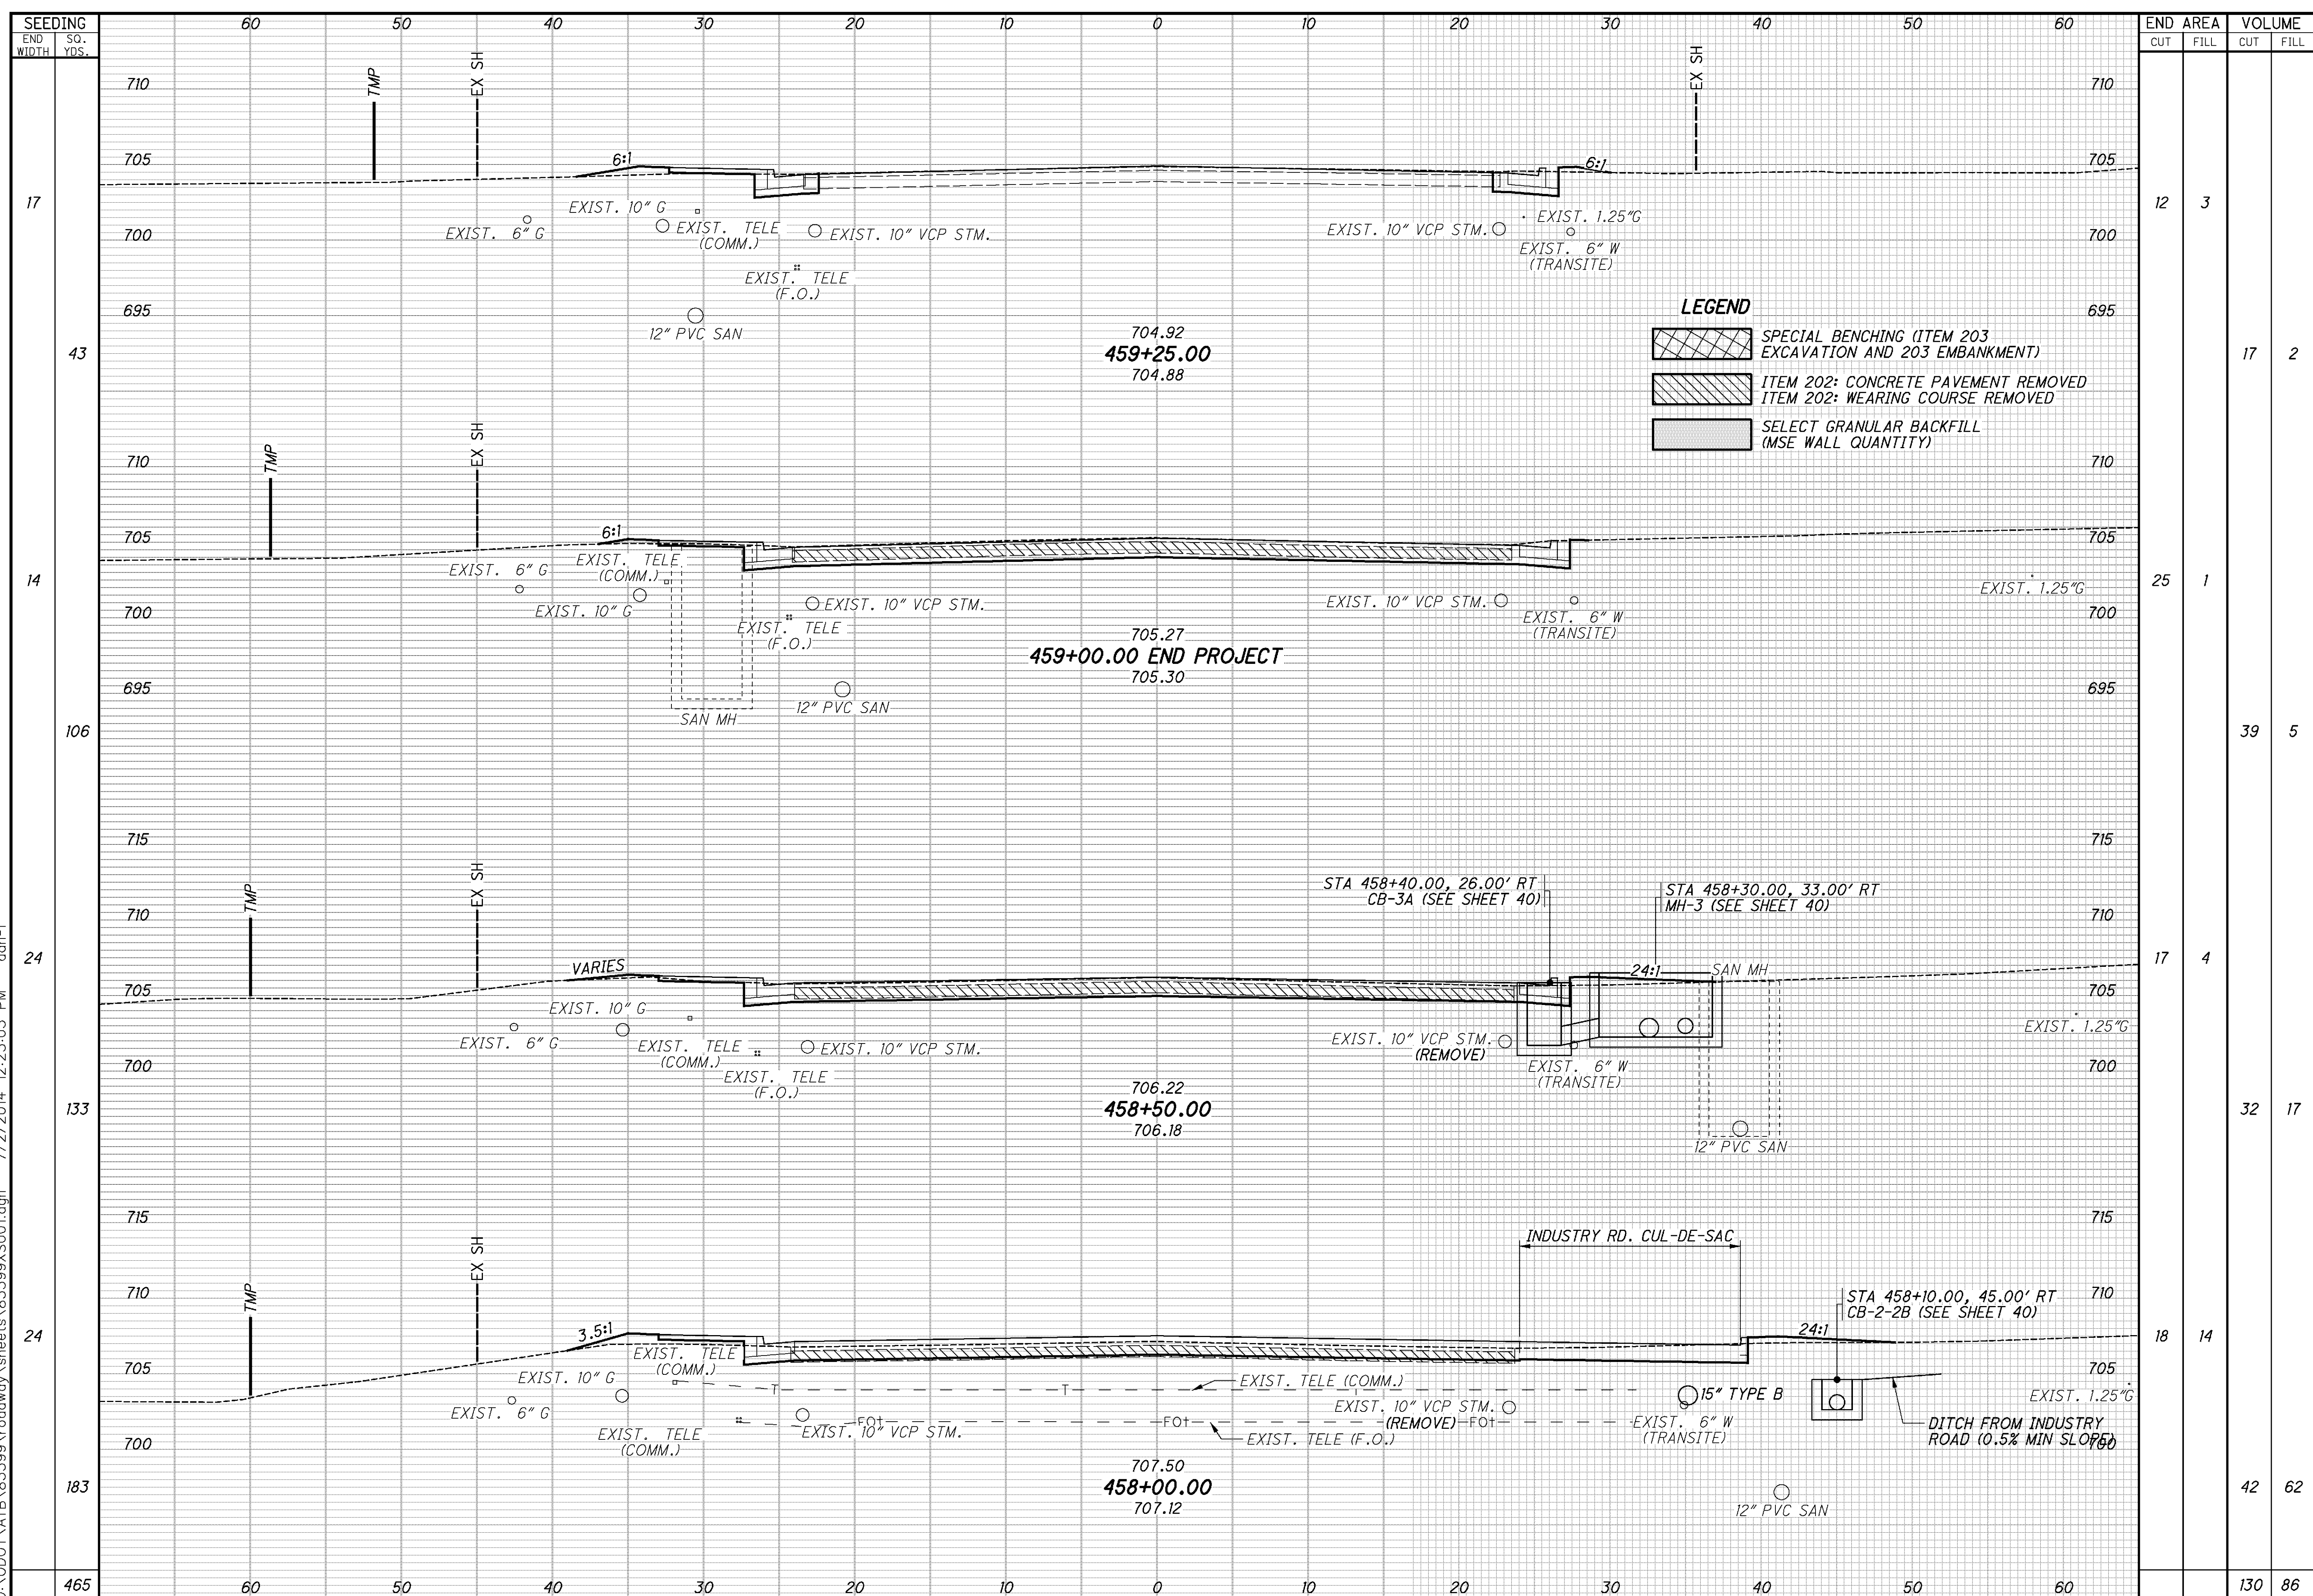 SEEDING
END WIDTH
SQ. YDS.
60 50 40 30 20 10 0 10 20 30 40 50 60
END AREA
VOLUME
CUT FILL CUT FILL
TMP
EX SH
EX SH
710 710
705 705
6:1
6:1
17
12 3
EXIST. 10" G
EXIST. 6" G
EXIST. TELE
(COMM.)
EXIST. 10" VCP STM.
EXIST. 10" VCP STM.
EXIST. 1.25"G
EXIST. 6" W
(TRANSITE)
700 700
EXIST. TELE
(F.O.)
695 695
12" PVC SAN
704.92
459+25.00
704.88
43
17 2
LEGEND
SPECIAL BENCHING (ITEM 203
EXCAVATION AND 203 EMBANKMENT)
ITEM 202: CONCRETE PAVEMENT REMOVED
ITEM 202: WEARING COURSE REMOVED
SELECT GRANULAR BACKFILL
(MSE WALL QUANTITY)
TMP
EX SH
710 710
705 705
6:1
14
25 1
EXIST. TELE
(COMM.)
EXIST. 6" G
EXIST. 10" G
EXIST. 10" VCP STM.
EXIST. TELE
(F.O.)
EXIST. 10" VCP STM.
EXIST. 6" W
(TRANSITE)
EXIST. 1.25"G
700 700
695 695
SAN MH
12" PVC SAN
705.27
459+00.00 END PROJECT
705.30
106
39 5
715 715
TMP
EX SH
710 710
STA 458+40.00, 26.00' RT
CB-3A (SEE SHEET 40)
STA 458+30.00, 33.00' RT
MH-3 (SEE SHEET 40)
24
17 4
VARIES
24:1
SAN MH
705 705
EXIST. 10" G
EXIST. 6" G
EXIST. TELE
(COMM.)
EXIST. 10" VCP STM.
EXIST. TELE
(F.O.)
EXIST. 10" VCP STM.
(REMOVE)
EXIST. 6" W
(TRANSITE)
EXIST. 1.25"G
700 700
12" PVC SAN
706.22
458+50.00
706.18
133
32 17
715 715
TMP
EX SH
INDUSTRY RD. CUL-DE-SAC
710 710
STA 458+10.00, 45.00' RT
CB-2-2B (SEE SHEET 40)
24
18 14
3.5:1
24:1
705 705
EXIST. TELE
(COMM.)
EXIST. 10" G
EXIST. 6" G
EXIST. TELE
(COMM.)
EXIST. 10" VCP STM.
T T T
EXIST. TELE (COMM.)
FOt FOt FOt
EXIST. TELE (F.O.)
EXIST. 10" VCP STM.
(REMOVE)
15" TYPE B
EXIST. 6" W
(TRANSITE)
EXIST. 1.25"G
DITCH FROM INDUSTRY
ROAD (0.5% MIN SLOPE)
700 700
12" PVC SAN
707.50
458+00.00
707.12
183
42 62
465
60 50 40 30 20 10 0 10 20 30 40 50 60
130 86